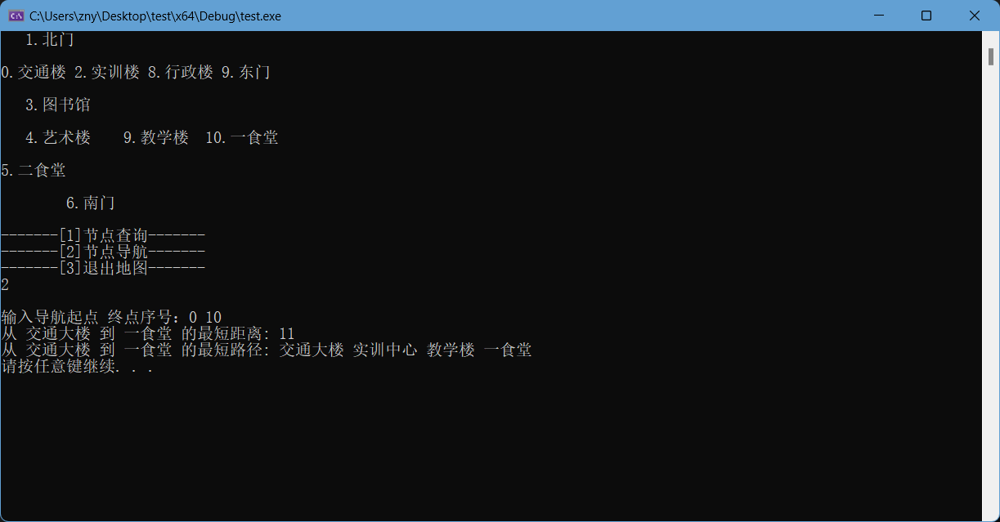 C:\Users\zny\Desktop\test\x64\Debug\test.exe
1.北门
0.交通楼 2.实训楼 8.行政楼 9.东门
3.图书馆
4.艺术楼 9.教学楼 10.一食堂
5.二食堂
6.南门
-------[1]节点查询-------
-------[2]节点导航-------
-------[3]退出地图-------
2
输入导航起点 终点序号: 0 10
从 交通大楼 到 一食堂 的最短距离: 11
从 交通大楼 到 一食堂 的最短路径: 交通大楼 实训中心 教学楼 一食堂
请按任意键继续. . .